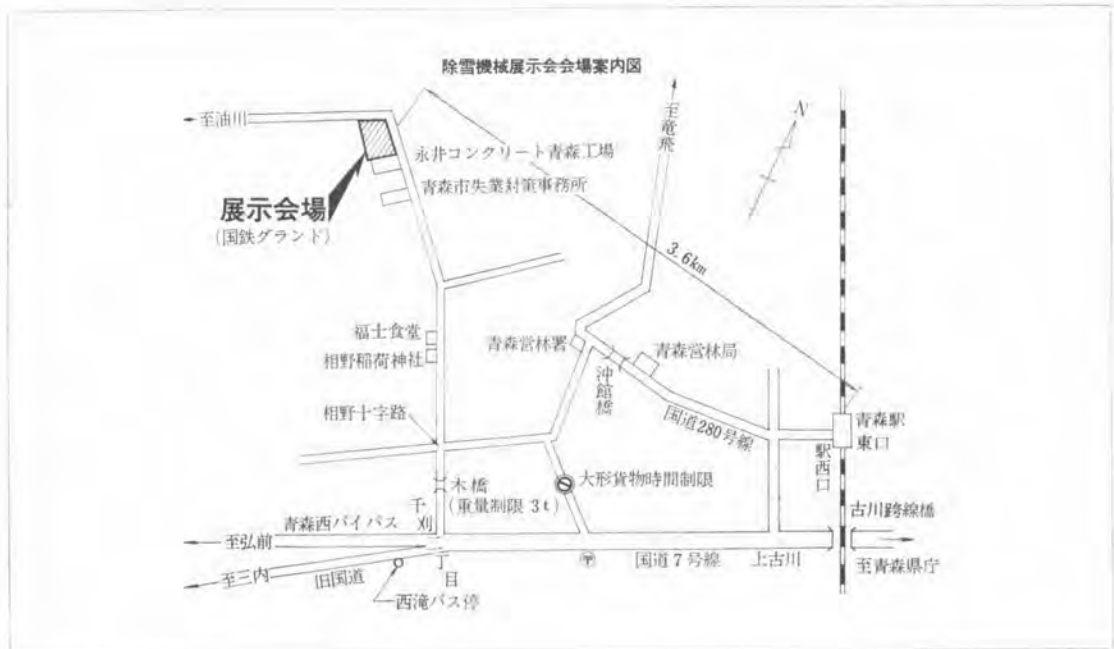 除雪機械展示会会場案内図
至油川
至竜飛
N
永井コンクリート青森工場
青森市失業対策事務所
展示会場
(国鉄グランド)
3.6km
福士食堂
相野稲荷神社
青森営林署
青森営林局
沖館橋
相野十字路
国道280号線
青森駅
東口
駅西口
木橋
(重量制限 3t)
大形貨物時間制限
千刈
丁目
青森西バイパス
古川跨線橋
至弘前
国道7号線
上古川
至青森県庁
至三内
旧国道
〒
西滝バス停